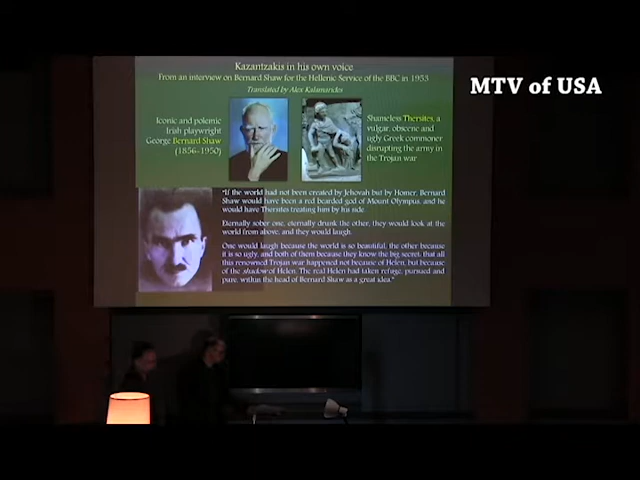 Kazantzakis in his own voice
From an interview on Bernard Shaw for the Hellenic Service of the BBC in 1953
Translated by Alex Kalamarides
MTV of USA
Iconic and polemic
Irish playwright
George Bernard Shaw
(1856-1950)
Shameless Thersites, a
vulgar, obscene and
ugly Greek commoner
disrupting the army in
the Trojan war
"If the world had not been created by Jehovah but by Homer, Bernard
Shaw would have been a red bearded god of Mount Olympus, and he
would have Thersites treating him by his side.
Eternally sober one, eternally drunk the other, they would look at the
world from above, and they would laugh.
One would laugh because the world is so beautiful, the other because
it is so ugly, and both of them because they know the big secret, that all
this renowned Trojan war happened not because of Helen, but because
of the shadow of Helen. The real Helen had taken refuge, pursued and
pure, within the head of Bernard Shaw as a great idea."